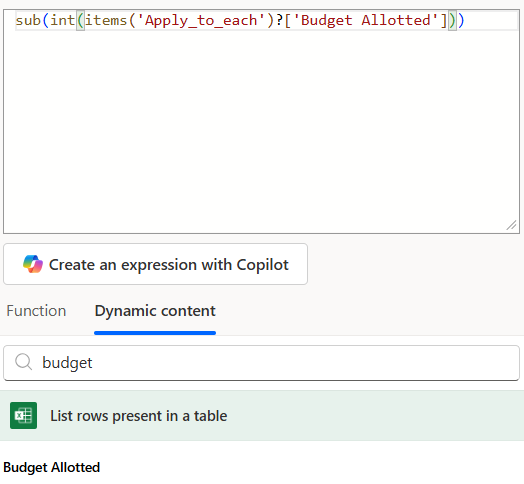 sub(int(items('Apply_to_each')?['Budget Allotted']))
Create an expression with Copilot
Function
Dynamic content
budget
List rows present in a table
Budget Allotted